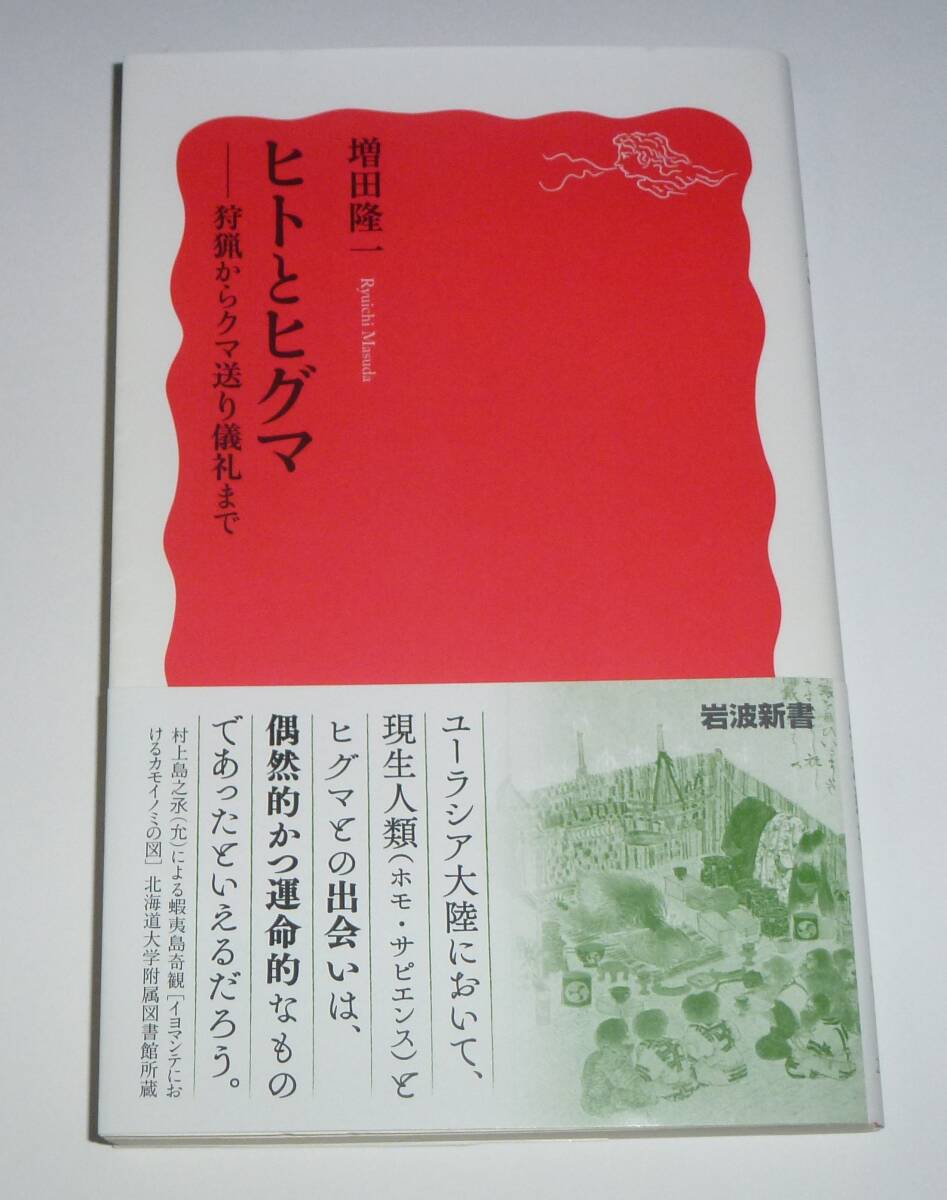 増田隆一
Ryuichi Masuda
ヒトとヒグマ
――狩猟からクマ送り儀礼まで
岩波新書
ユーラシア大陸において、
現生人類(ホモ・サピエンス)と
ヒグマとの出会いは、
偶然的かつ運命的なもの
であったといえるだろう。
村上島之丞(允)による蝦夷島奇観[イヨマンテにお
けるカモイノミの図] 北海道大学附属図書館所蔵